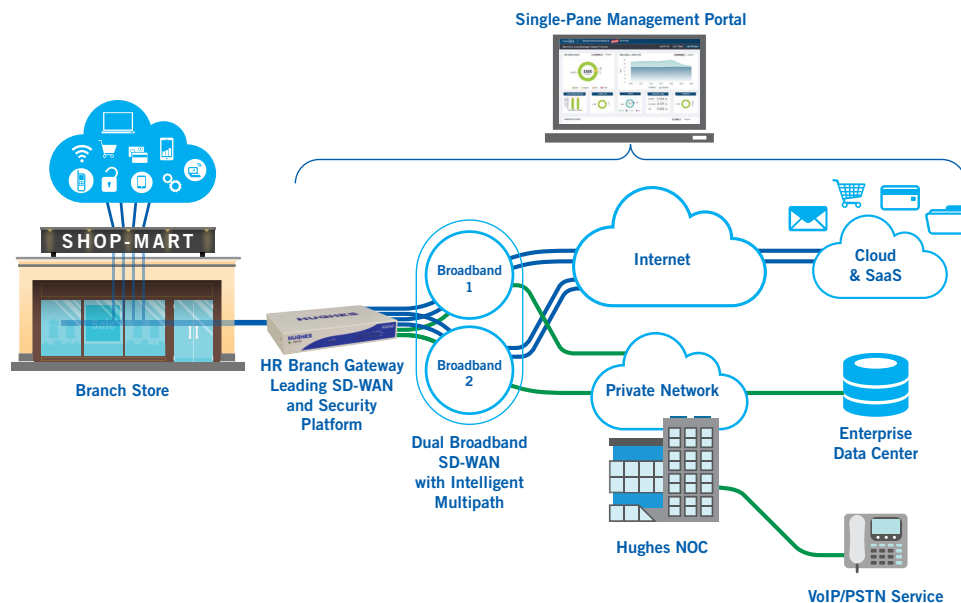 Single-Pane Management Portal
SHOP-MART
Branch Store
HUGHES
HR Branch Gateway
Leading SD-WAN
and Security
Platform
Broadband
1
Broadband
2
Dual Broadband
SD-WAN
with Intelligent
Multipath
Internet
Cloud
& SaaS
Private Network
Enterprise
Data Center
Hughes NOC
VoIP/PSTN Service